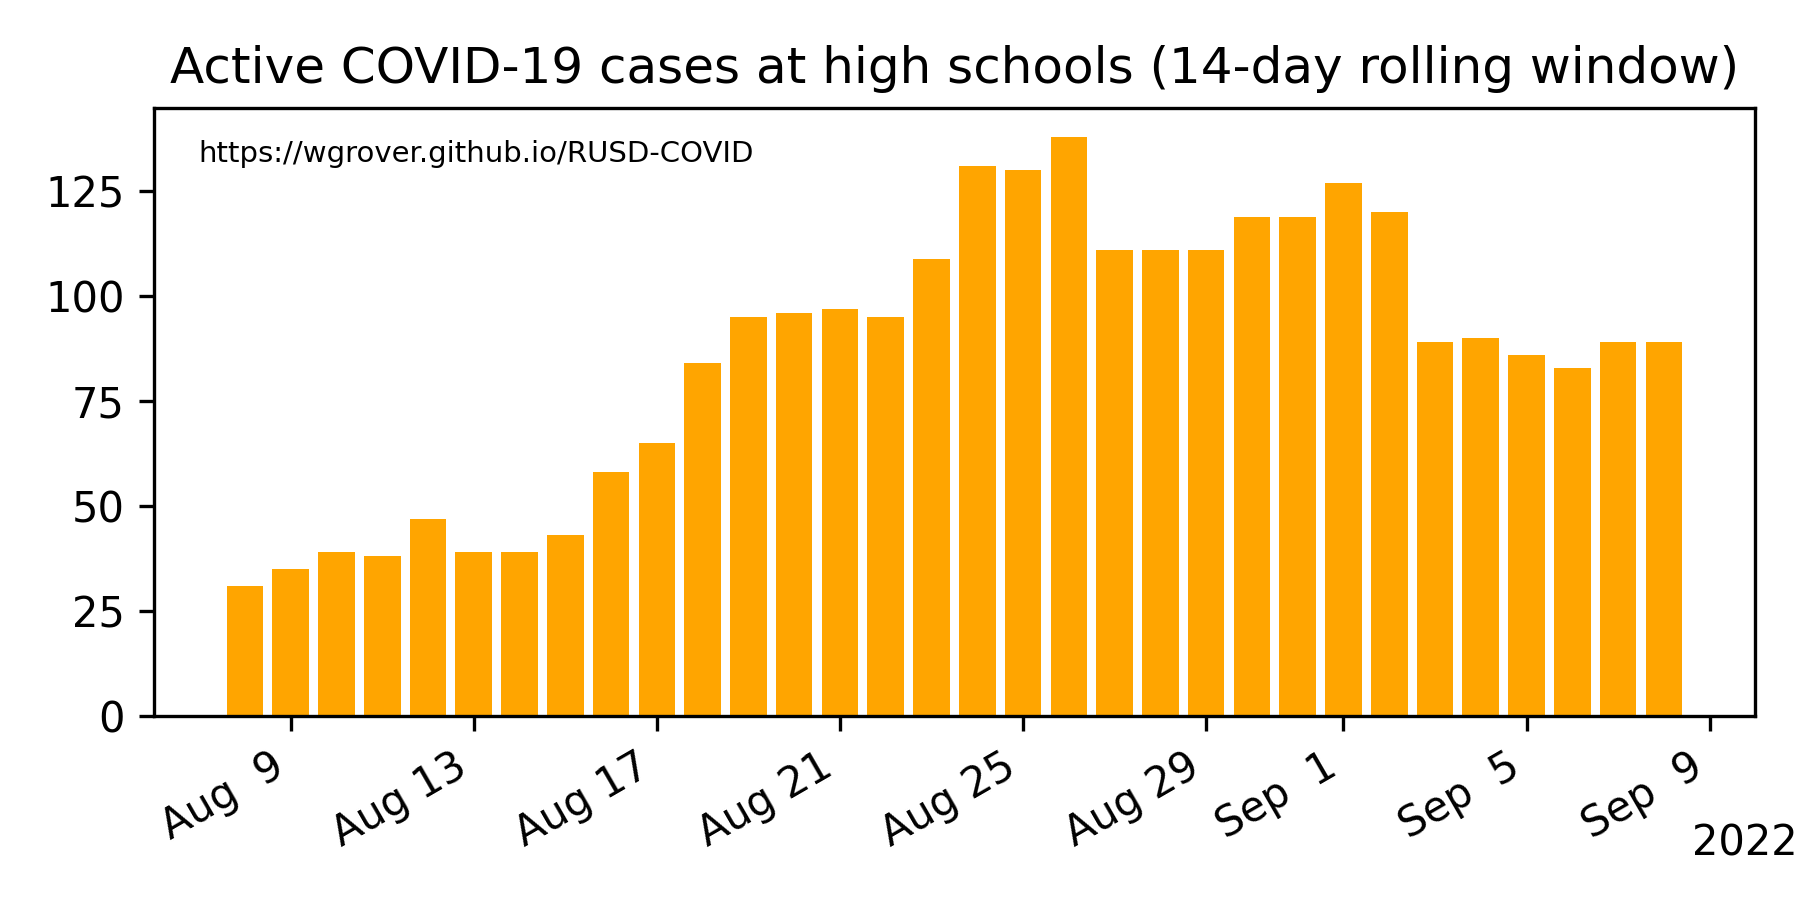 Active COVID-19 cases at high schools (14-day rolling window)
https://wgrover.github.io/RUSD-COVID
125
100
75
50
25
0
Aug 9
Aug 13
Aug 17
Aug 21
Aug 25
Aug 29
Sep 1
Sep 5
Sep 9
2022